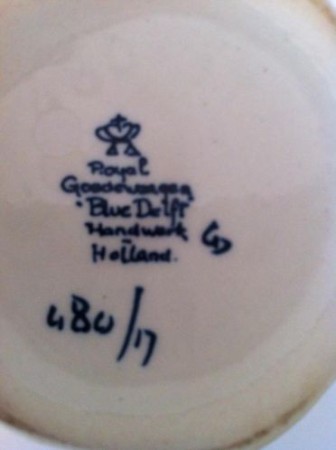 Royal
Goedewaagen
"Blue Delft"
Handwerk
Holland.
GD
480/17